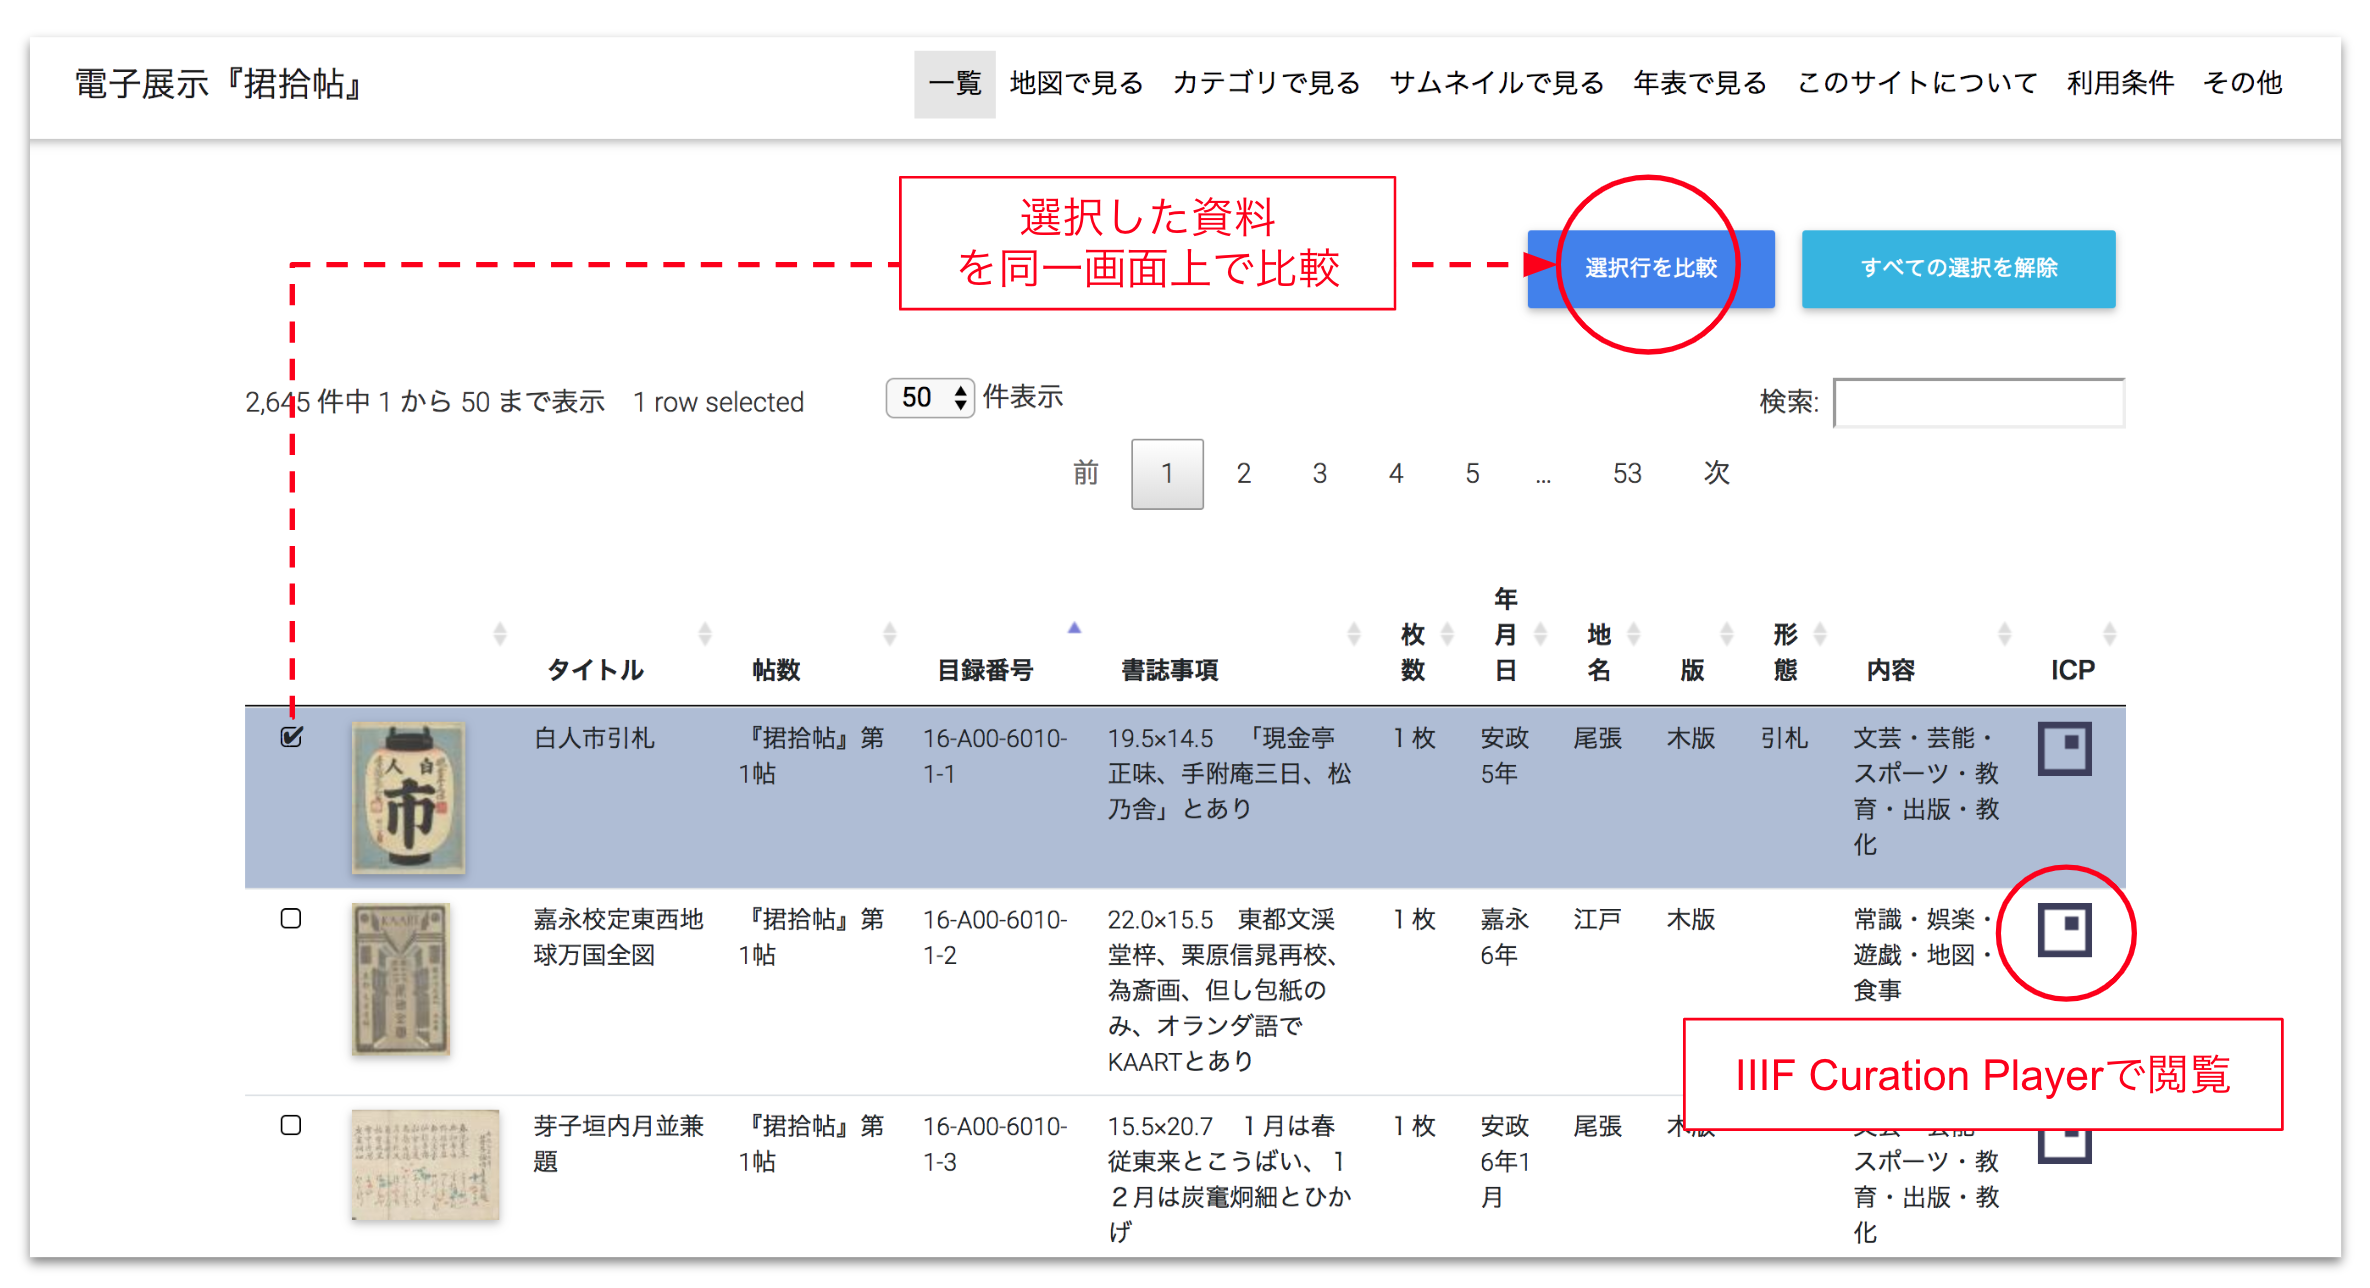 電子展示『捃拾帖』
一覧 地図で見る カテゴリで見る サムネイルで見る 年表で見る このサイトについて 利用条件 その他
選択した資料
を同一画面上で比較
選択行を比較 すべての選択を解除
2,645 件中 1 から 50 まで表示 1 row selected
50 件表示
検索:
前 1 2 3 4 5 ... 53 次
タイトル 帖数 目録番号 書誌事項 枚数 年月日 地名 版 形態 内容 ICP
白人市引札 『捃拾帖』第 16-A00-6010- 19.5×14.5 「現金亭 1 枚 安政 尾張 木版 引札 文芸・芸能・
1帖 1-1 正味、手附庵三日、松 5年 スポーツ・教
乃舎」とあり 育・出版・教
化
人 白
市
嘉永校定東西地 『捃拾帖』第 16-A00-6010- 22.0×15.5 東都文渓 1 枚 嘉永 江戸 木版 常識・娯楽・
球万国全図 1帖 1-2 堂梓、栗原信晁再校、 6年 遊戯・地図・
為斎画、但し包紙の 食事
み、オランダ語で
KAARTとあり
KAART
IIIF Curation Playerで閲覧
芽子垣内月並兼 『捃拾帖』第 16-A00-6010- 15.5×20.7 １月は春 1 枚 安政 尾張 木版 文芸・芸能・
題 1帖 1-3 従東来とこうばい、１ 6年1 スポーツ・教
２月は炭竃炯細とひか 月 育・出版・教
げ 化